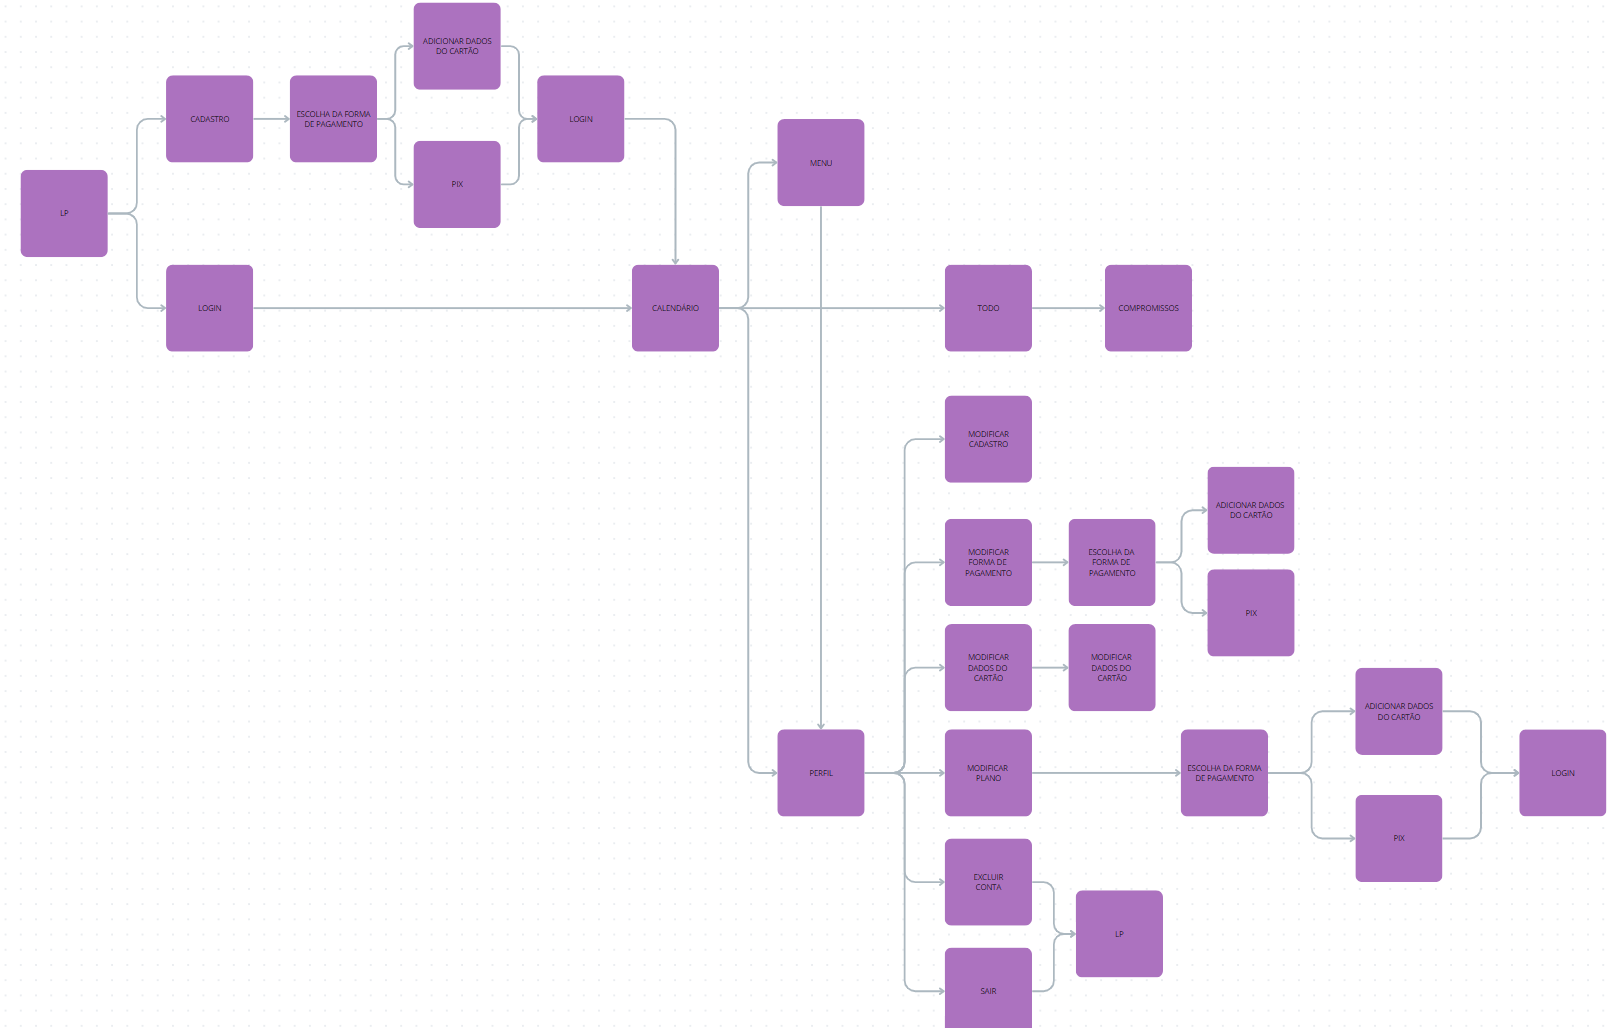 ADICIONAR DADOS
DO CARTÃO
CADASTRO
ESCOLHA DA FORMA
DE PAGAMENTO
LOGIN
PIX
LP
MENU
LOGIN
CALENDÁRIO
TODO
COMPROMISSOS
MODIFICAR
CADASTRO
MODIFICAR
FORMA DE
PAGAMENTO
ESCOLHA DA
FORMA DE
PAGAMENTO
ADICIONAR DADOS
DO CARTÃO
PIX
MODIFICAR
DADOS DO
CARTÃO
MODIFICAR
DADOS DO
CARTÃO
PERFIL
MODIFICAR
PLANO
ESCOLHA DA FORMA
DE PAGAMENTO
ADICIONAR DADOS
DO CARTÃO
PIX
LOGIN
EXCLUIR
CONTA
LP
SAIR